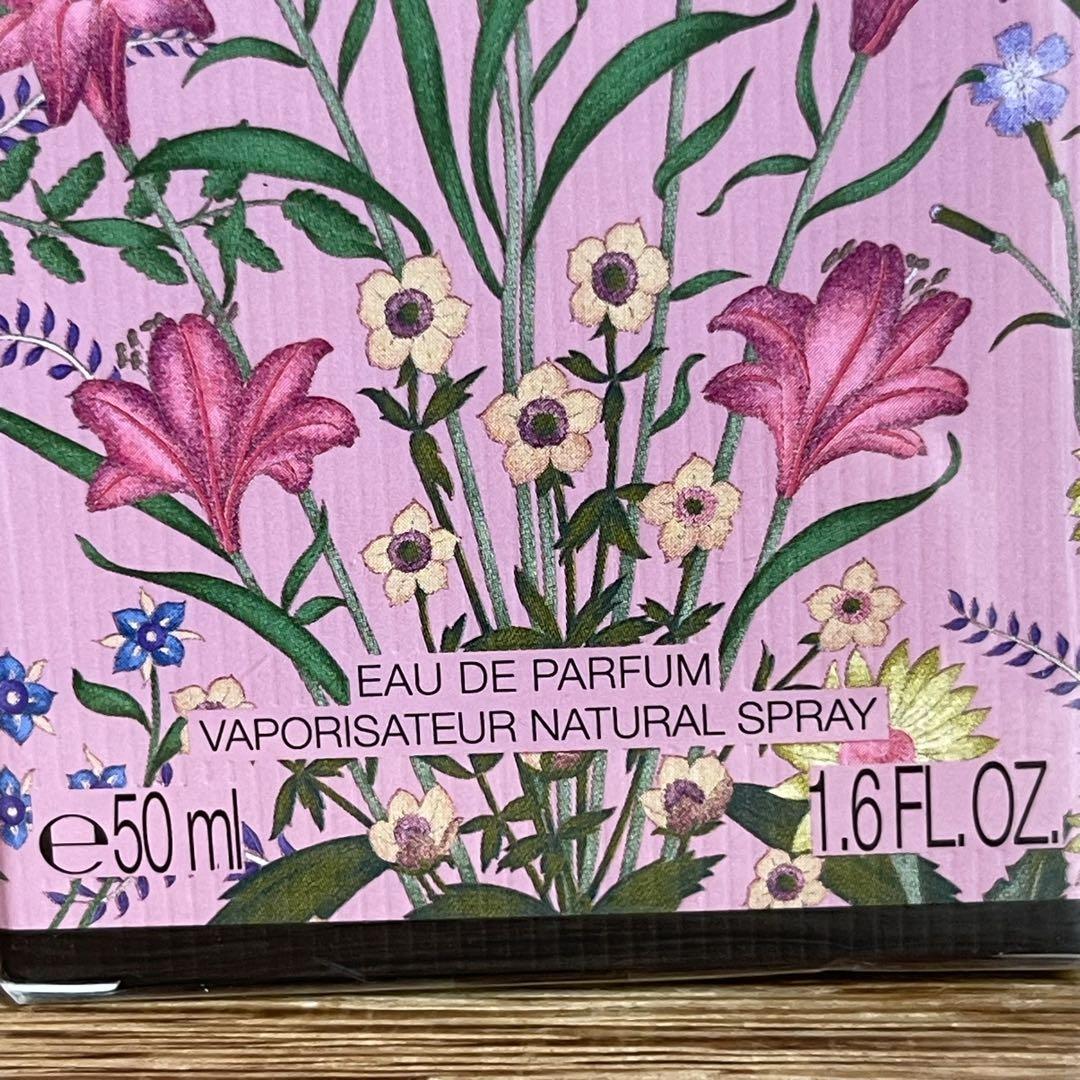 EAU DE PARFUM
VAPORISATEUR NATURAL SPRAY
℮50 ml
1.6 FL. OZ.